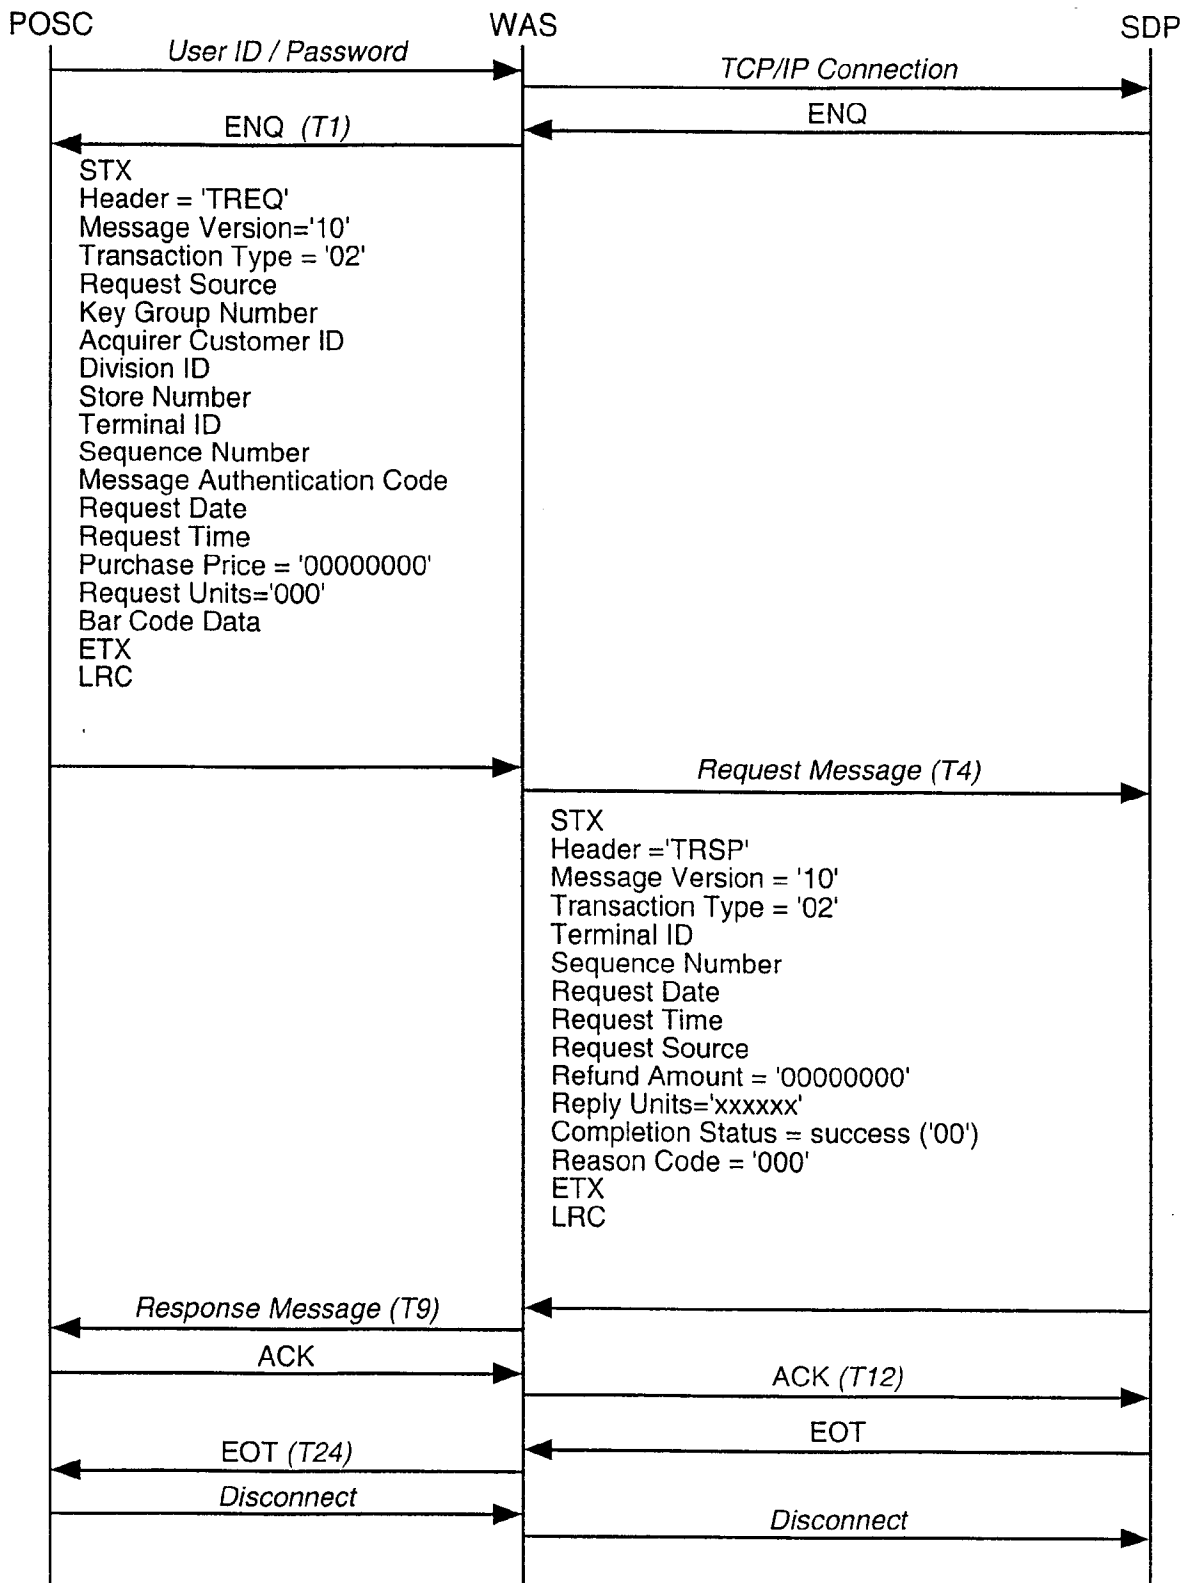 POSC
WAS
SDP
User ID / Password
TCP/IP Connection
ENQ
ENQ (T1)
STX
Header = 'TREQ'
Message Version='10'
Transaction Type = '02'
Request Source
Key Group Number
Acquirer Customer ID
Division ID
Store Number
Terminal ID
Sequence Number
Message Authentication Code
Request Date
Request Time
Purchase Price = '00000000'
Request Units='000'
Bar Code Data
ETX
LRC
Request Message (T4)
STX
Header ='TRSP'
Message Version = '10'
Transaction Type = '02'
Terminal ID
Sequence Number
Request Date
Request Time
Request Source
Refund Amount = '00000000'
Reply Units='xxxxxx'
Completion Status = success ('00')
Reason Code = '000'
ETX
LRC
Response Message (T9)
ACK
ACK (T12)
EOT
EOT (T24)
Disconnect
Disconnect